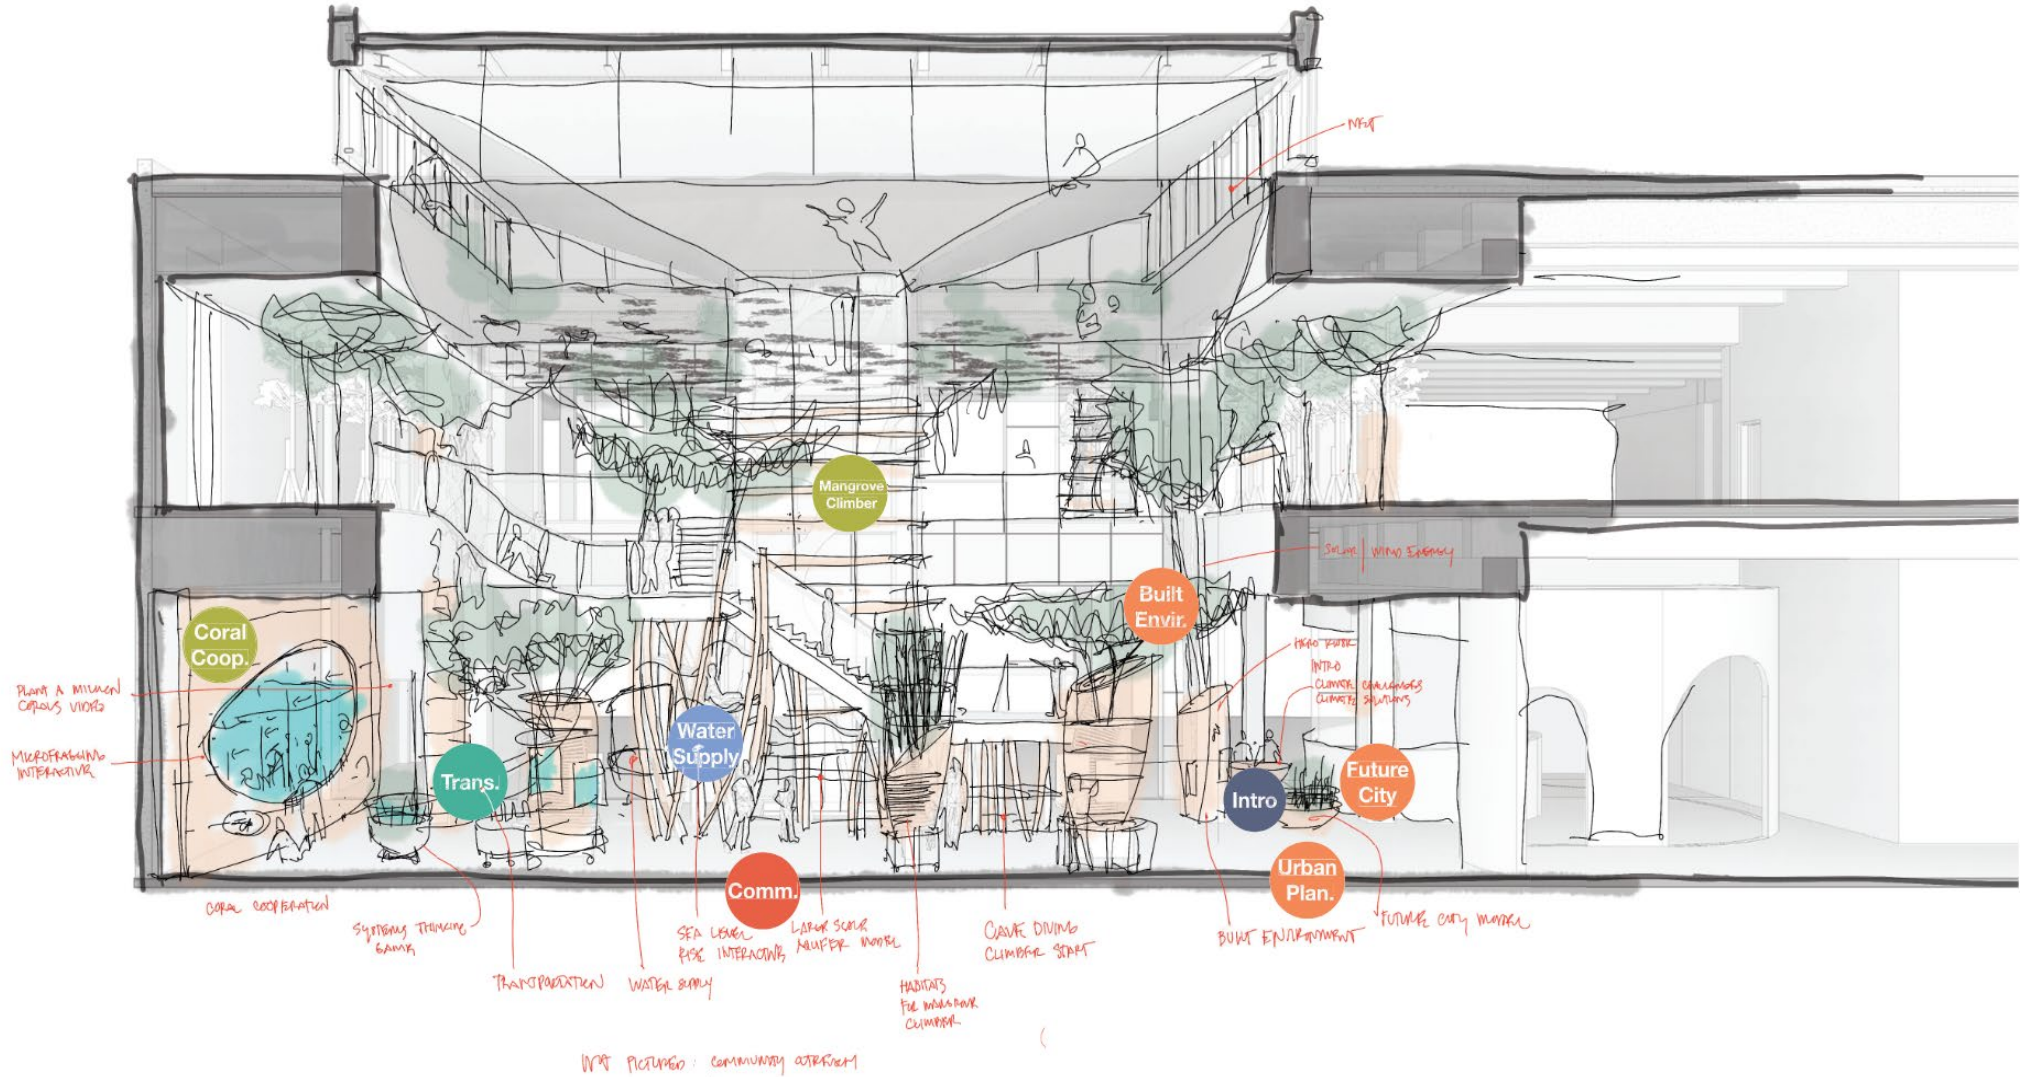 NET
Mangrove
Climber
SOLAR | WIND ENERGY
Built
Envir.
Coral
Coop.
INTRO
CLIMATE CHALLENGES
CLIMATE SOLUTIONS
PLANT A MILLION
CORALS VIDEO
MICROFRAGGING
INTERACTIVE
Water
Supply
Trans.
Future
City
Intro
Comm.
Urban
Plan.
CORAL COOPERATION
SYSTEMS THINKING
GAME
SEA LEVEL
RISE INTERACTIVE
LARGE SCALE
AQUIFER MODEL
CAVE DIVING
CLIMBER START
BUILT ENVIRONMENT
FUTURE CITY MODEL
TRANSPORTATION
WATER SUPPLY
HABITATS
FOR MANGROVE
CLIMBER
NOT PICTURED: COMMUNITY OUTREACH